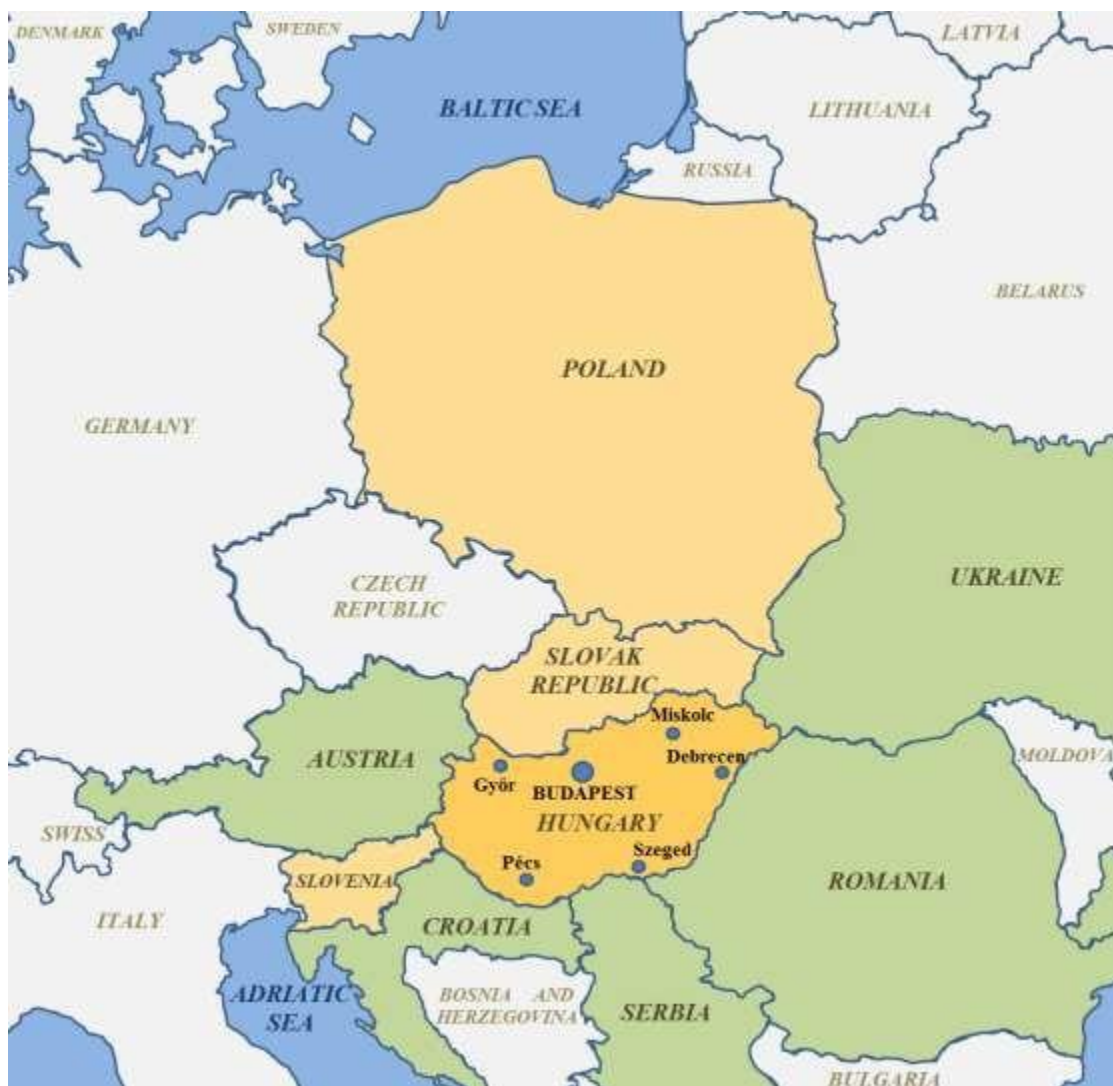 DENMARK
SWEDEN
LATVIA
BALTIC SEA
LITHUANIA
RUSSIA
BELARUS
POLAND
GERMANY
UKRAINE
CZECH
REPUBLIC
SLOVAK
REPUBLIC
Miskolc
AUSTRIA
Debrecen
MOLDOVA
Győr
BUDAPEST
HUNGARY
SWISS
Szeged
Pécs
SLOVENIA
ROMANIA
ITALY
CROATIA
ADRIATIC
SEA
BOSNIA AND
HERZEGOVINA
SERBIA
BULGARIA